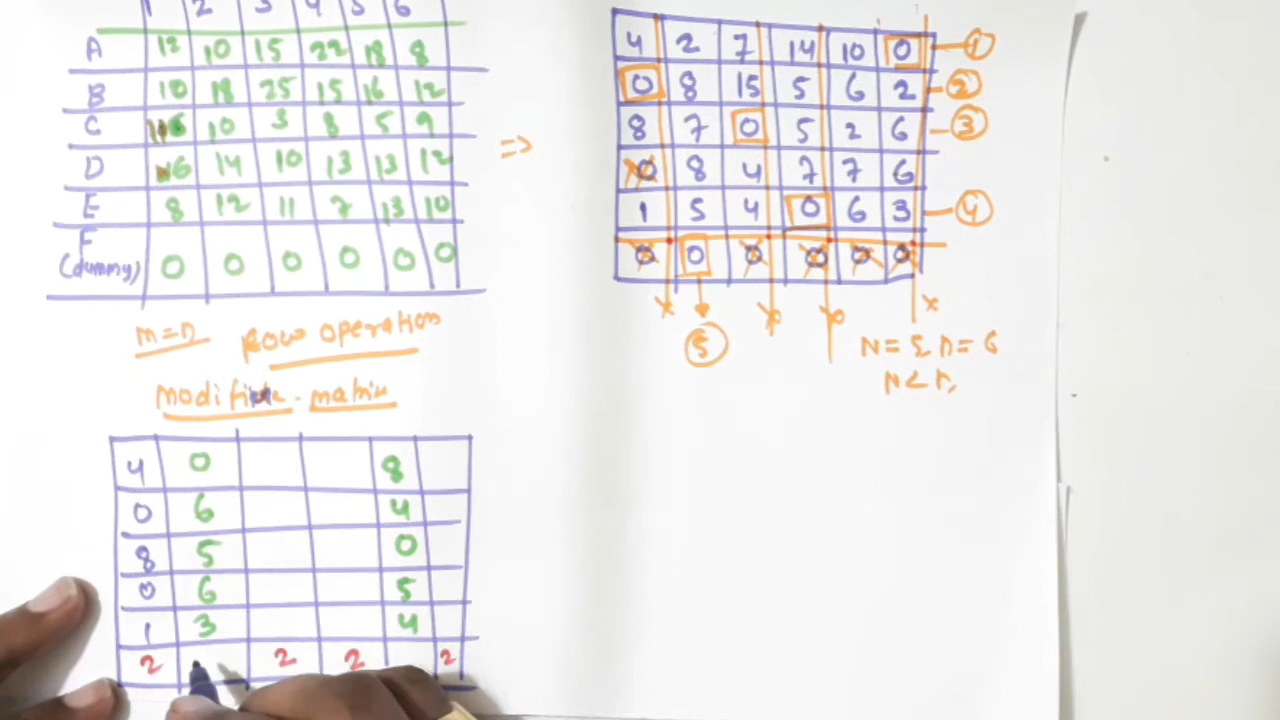 1 2 3 4 5 6
A 12 10 15 22 18 8
B 10 18 25 15 16 12
C 11 10 3 8 5 9
D 6 14 10 13 13 12
E 8 12 11 7 13 10
F (dummy) 0 0 0 0 0 0
m=n
Row operation
matrix
4 0 8
0 6 4
8 5 0
0 6 5
1 3 4
2 2 2 2
=>
4 2 7 14 10 0 1
0 8 15 5 6 2 2
8 7 0 5 2 6 3
0 8 4 7 7 6
1 5 4 0 6 3 4
0 0 0 0 0 0
5
N=5 n=6
N<n,